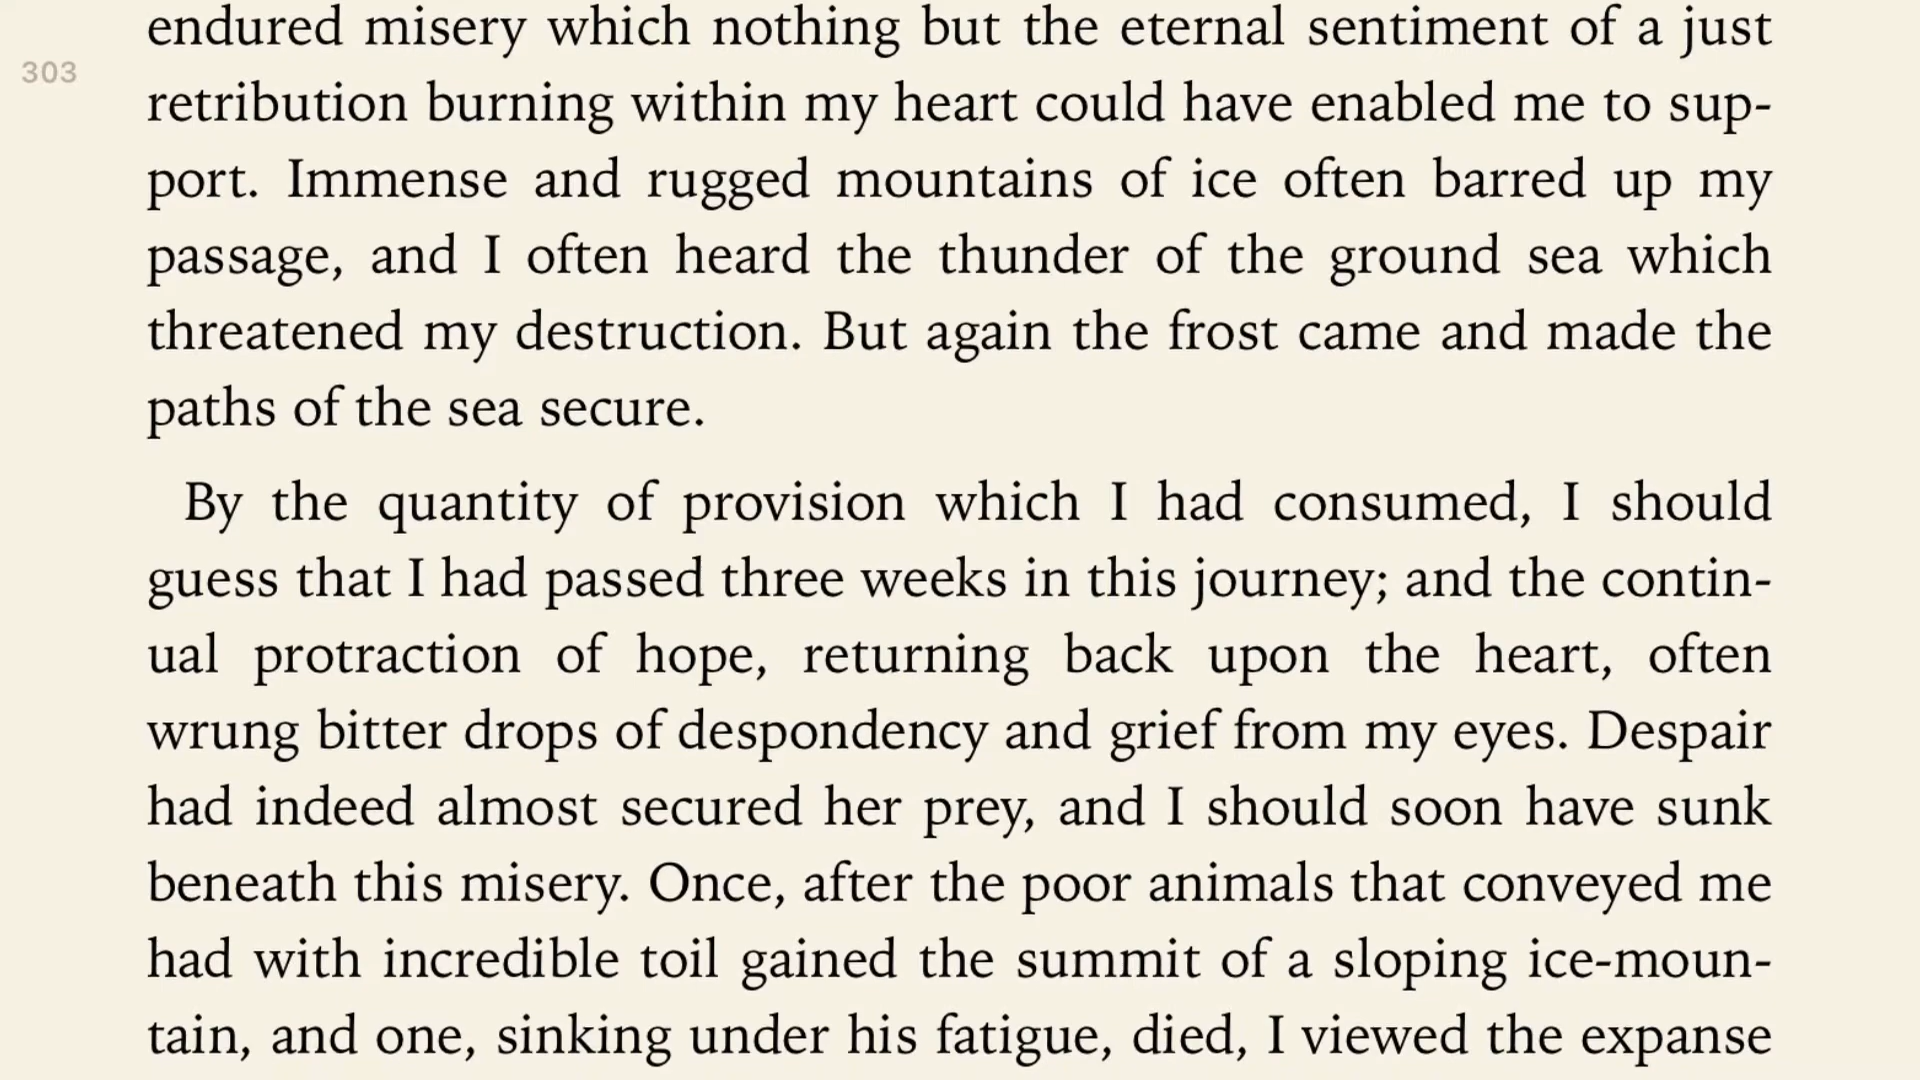 endured misery which nothing but the eternal sentiment of a just
303
retribution burning within my heart could have enabled me to sup-
port. Immense and rugged mountains of ice often barred up my
passage, and I often heard the thunder of the ground sea which
threatened my destruction. But again the frost came and made the
paths of the sea secure.
By the quantity of provision which I had consumed, I should
guess that I had passed three weeks in this journey; and the contin-
ual protraction of hope, returning back upon the heart, often
wrung bitter drops of despondency and grief from my eyes. Despair
had indeed almost secured her prey, and I should soon have sunk
beneath this misery. Once, after the poor animals that conveyed me
had with incredible toil gained the summit of a sloping ice-moun-
tain, and one, sinking under his fatigue, died, I viewed the expanse